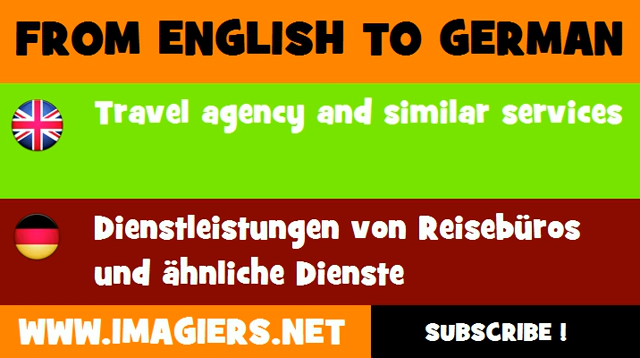 FROM ENGLISH TO GERMAN
Travel agency and similar services
Dienstleistungen von Reisebüros
und ähnliche Dienste
WWW.IMAGIERS.NET
SUBSCRIBE !